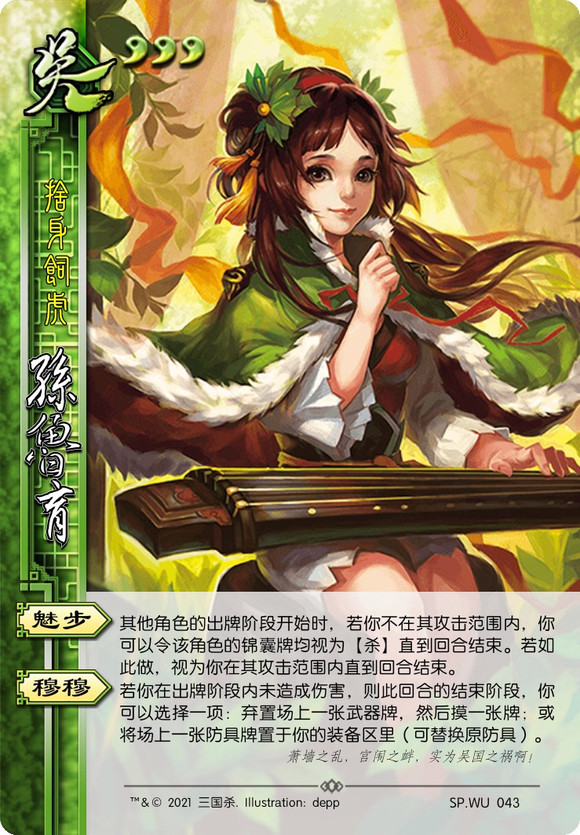 吴
捨身飼虎
孫魯育
魅步
其他角色的出牌阶段开始时，若你不在其攻击范围内，你
可以令该角色的锦囊牌均视为【杀】直到回合结束。若如
此做，视为你在其攻击范围内直到回合结束。
穆穆
若你在出牌阶段内未造成伤害，则此回合的结束阶段，你
可以选择一项：弃置场上一张武器牌，然后摸一张牌；或
将场上一张防具牌置于你的装备区里（可替换原防具）。
萧墙之乱，宫闱之衅，实为吴国之祸啊！
™& © 2021 三国杀. Illustration: depp
SP.WU 043